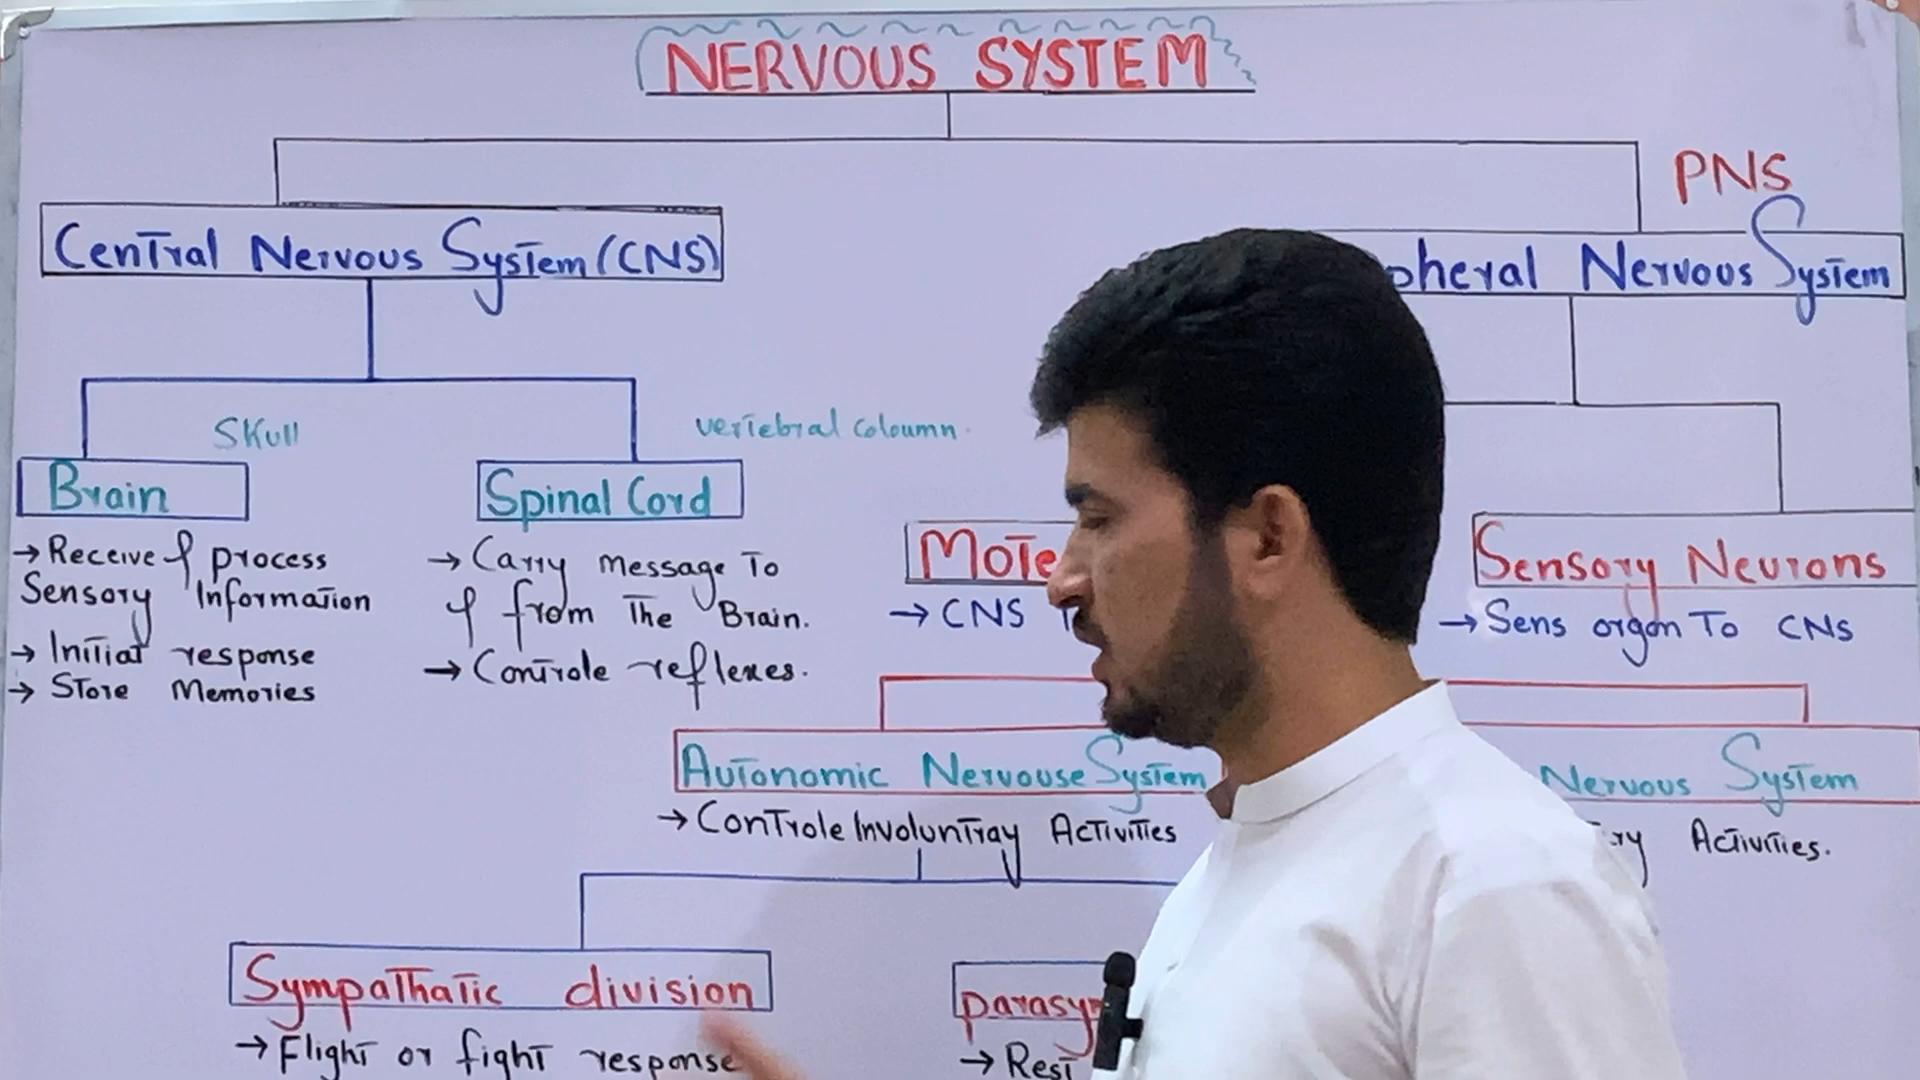 NERVOUS SYSTEM
PNS
Central Nervous System (CNS)
pheral Nervous System
Skull
vertebral coloumn.
Brain
Spinal Cord
→ Receive & process
Sensory Information
→ Initiat response
→ Store Memories
→ Carry message To
& from The Brain.
→ Controle reflexes.
Mote
→ CNS
Sensory Neurons
→ Sens organ To CNS
Autonomic Nervouse System
→ Controle Involuntray Activities
Nervous System
ry Activities.
Sympathatic division
→ Flight or fight response
parasy
→ Rest